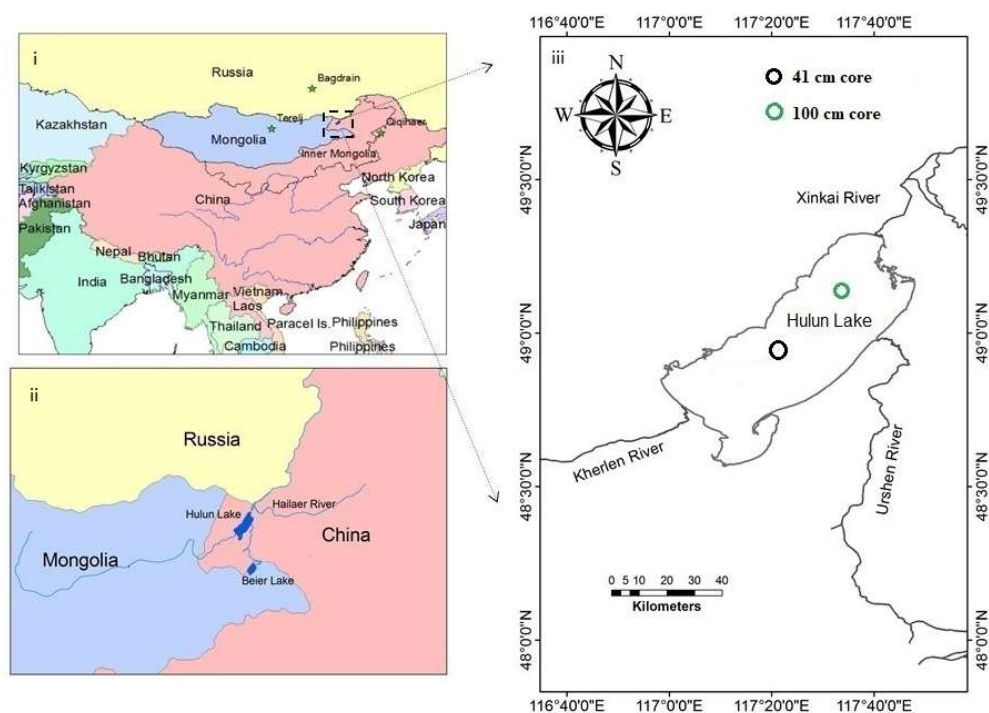 i
Russia
Bagdrain
Kazakhstan
Terelj
Qiqihaer
Mongolia
Inner Mongolia
Kyrgyzstan
North Korea
Tajikistan
China
South Korea
Afghanistan
Japan
Pakistan
Nepal
Bhutan
India
Bangladesh
Myanmar
Vietnam
Laos
Thailand
Paracel Is.
Philippines
Cambodia
Philippines
ii
Russia
Hulun Lake
Hailaer River
China
Mongolia
Beier Lake
116°40'0"E 117°0'0"E 117°20'0"E 117°40'0"E
iii
N
W E
S
41 cm core
100 cm core
49°30'0"N
49°30'0"N
Xinkai River
Hulun Lake
49°0'0"N
49°0'0"N
Kherlen River
Urshen River
48°30'0"N
48°30'0"N
0 5 10 20 30 40
Kilometers
48°0'0"N
48°0'0"N
116°40'0"E 117°0'0"E 117°20'0"E 117°40'0"E